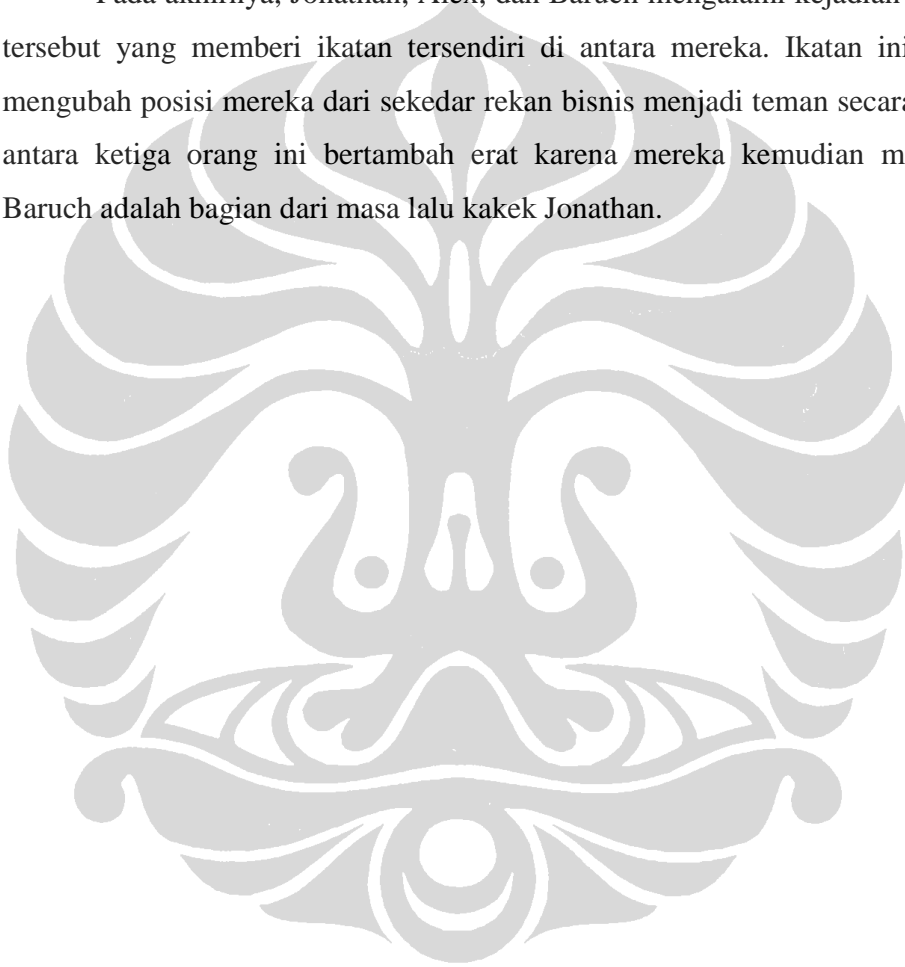 Pada akhirnya, Jonathan, Alex, dan Baruch mengalami kejadian
tersebut yang memberi ikatan tersendiri di antara mereka. Ikatan ini
mengubah posisi mereka dari sekedar rekan bisnis menjadi teman secara
antara ketiga orang ini bertambah erat karena mereka kemudian m
Baruch adalah bagian dari masa lalu kakek Jonathan.